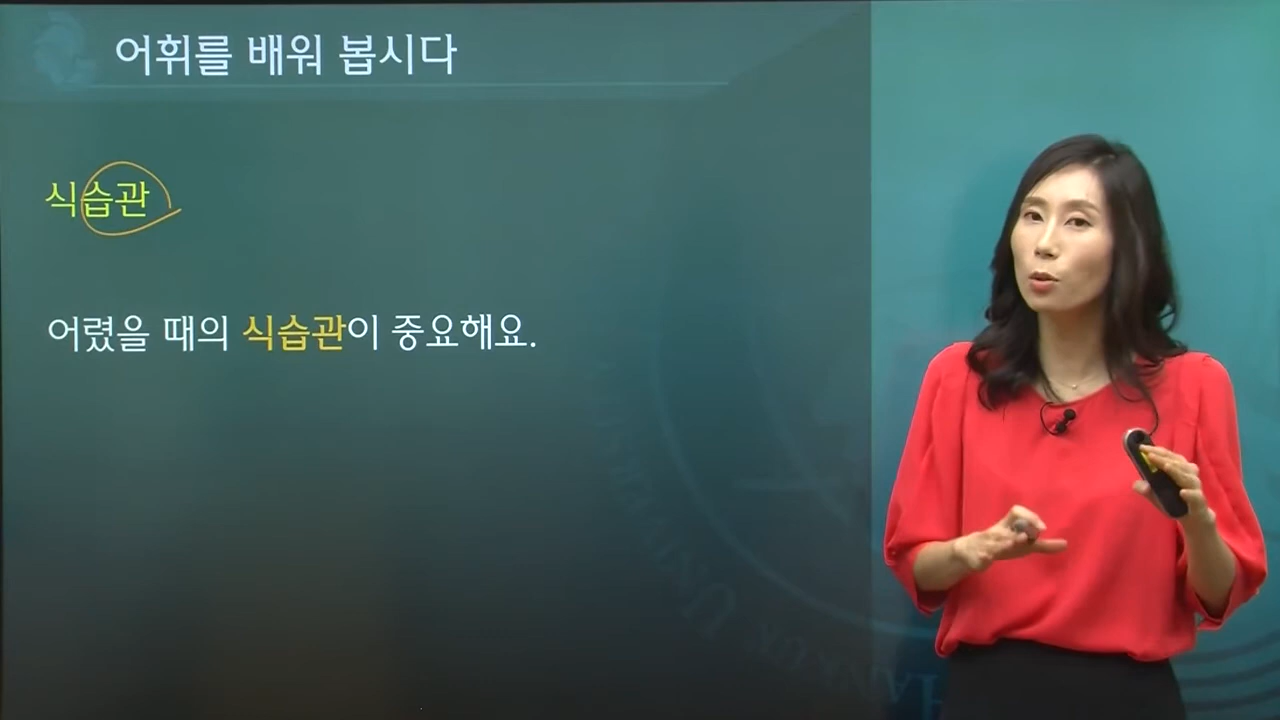 어휘를 배워 봅시다
식습관
어렸을 때의 식습관이 중요해요.